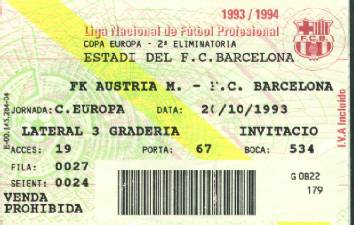 1993 / 1994
Liga Nacional de Fútbol Profesional
COPA EUROPA - 2ª ELIMINATORIA
ESTADI DEL F.C.BARCELONA
FCB
FK AUSTRIA M. - F.C. BARCELONA
JORNADA: C.EUROPA DATA: 20/10/1993
LATERAL 3 GRADERIA INVITACIO
ACCES: 19 PORTA: 67 BOCA: 534
FILA: 0027
SEIENT: 0024
G 0B22
179
VENDA
PROHIBIDA
I.V.A Incluido